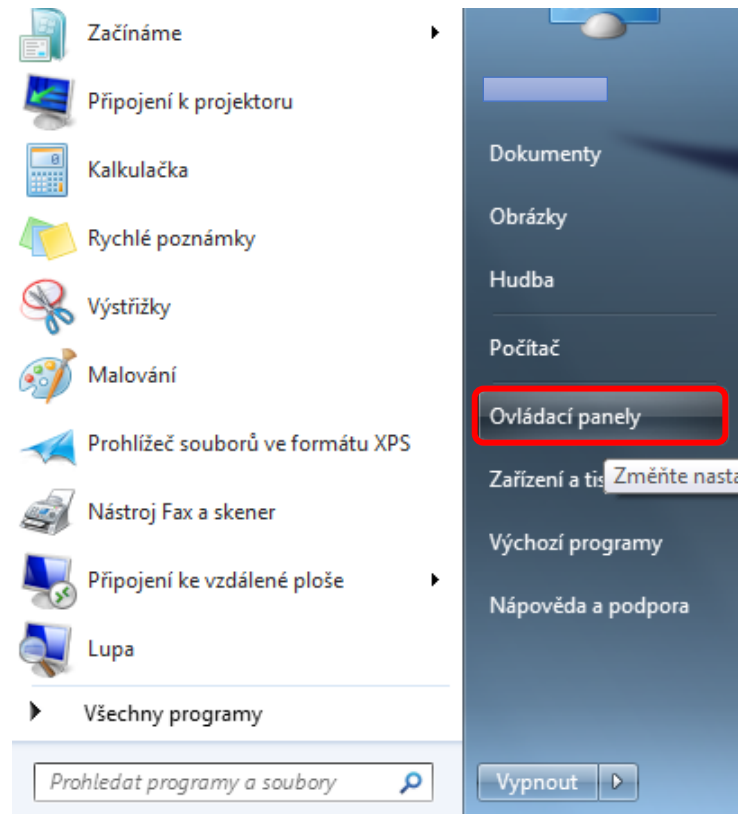 Začínáme
Připojení k projektoru
Kalkulačka
Rychlé poznámky
Výstřižky
Malování
Prohlížeč souborů ve formátu XPS
Nástroj Fax a skener
Připojení ke vzdálené ploše
Lupa
Všechny programy
Prohledat programy a soubory
Dokumenty
Obrázky
Hudba
Počítač
Ovládací panely
Zařízení a
Změňte
Výchozí programy
Nápověda a podpora
Vypnout